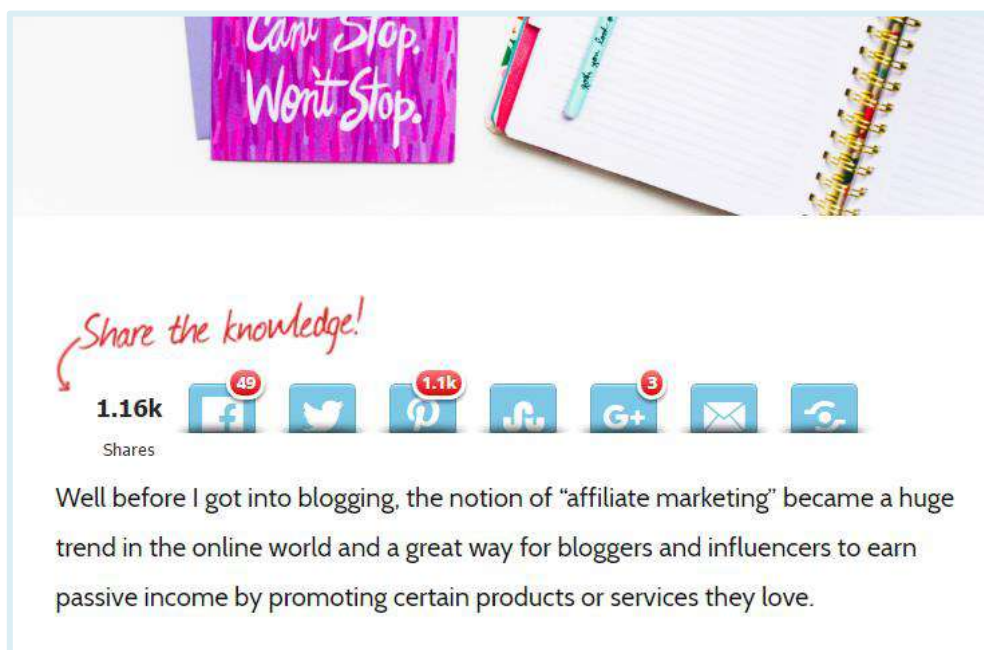 Can't Stop.
Won't Stop.
Share the knowledge!
49
1.1k
3
1.16k
G+
Shares
Well before I got into blogging, the notion of “affiliate marketing” became a huge
trend in the online world and a great way for bloggers and influencers to earn
passive income by promoting certain products or services they love.